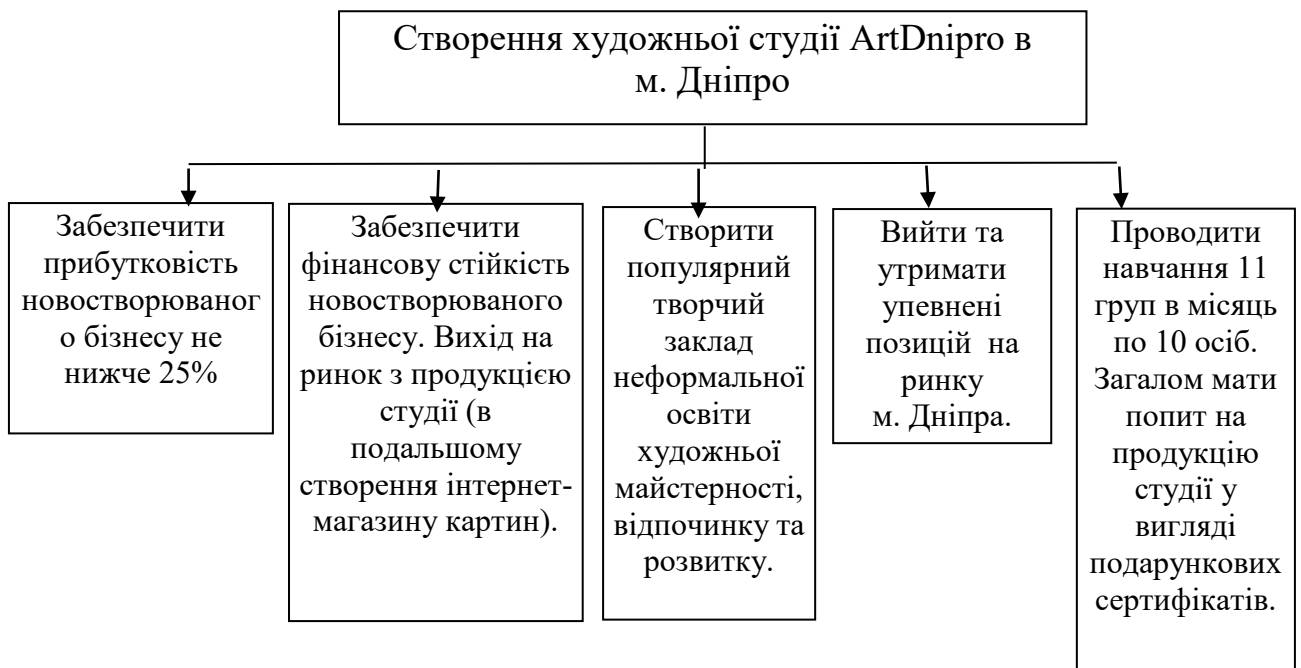 Створення художньої студії ArtDnipro в
м. Дніпро
Забезпечити
прибутковість
новостворюваног
о бізнесу не
нижче 25%
Забезпечити
фінансову стійкість
новостворюваного
бізнесу. Вихід на
ринок з продукцією
студії (в
подальшому
створення інтернет-
магазину картин).
Створити
популярний
творчий
заклад
неформальної
освіти
художньої
майстерності,
відпочинку та
розвитку.
Вийти та
утримати
упевнені
позицій на
ринку
м. Дніпра.
Проводити
навчання 11
груп в місяць
по 10 осіб.
Загалом мати
попит на
продукцію
студії у
вигляді
подарункових
сертифікатів.